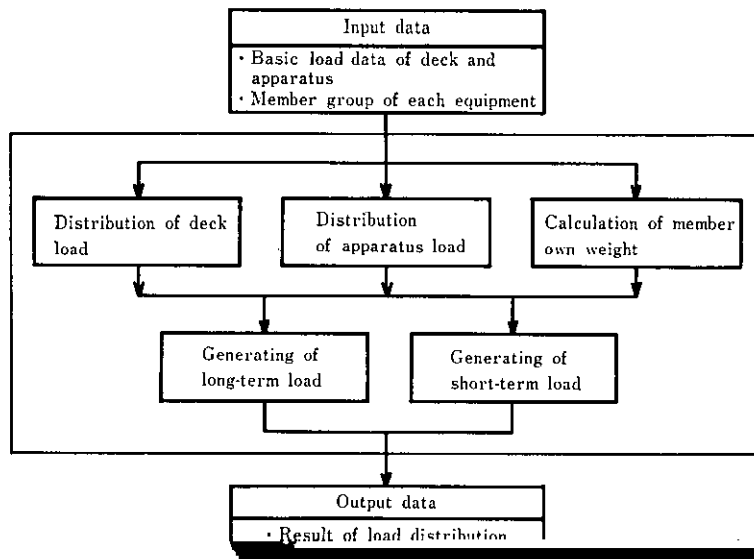 Input data
· Basic load data of deck and
apparatus
· Member group of each equipment
Distribution of deck
load
Distribution
of apparatus load
Calculation of member
own weight
Generating of
long-term load
Generating of
short-term load
Output data
· Result of load distribution